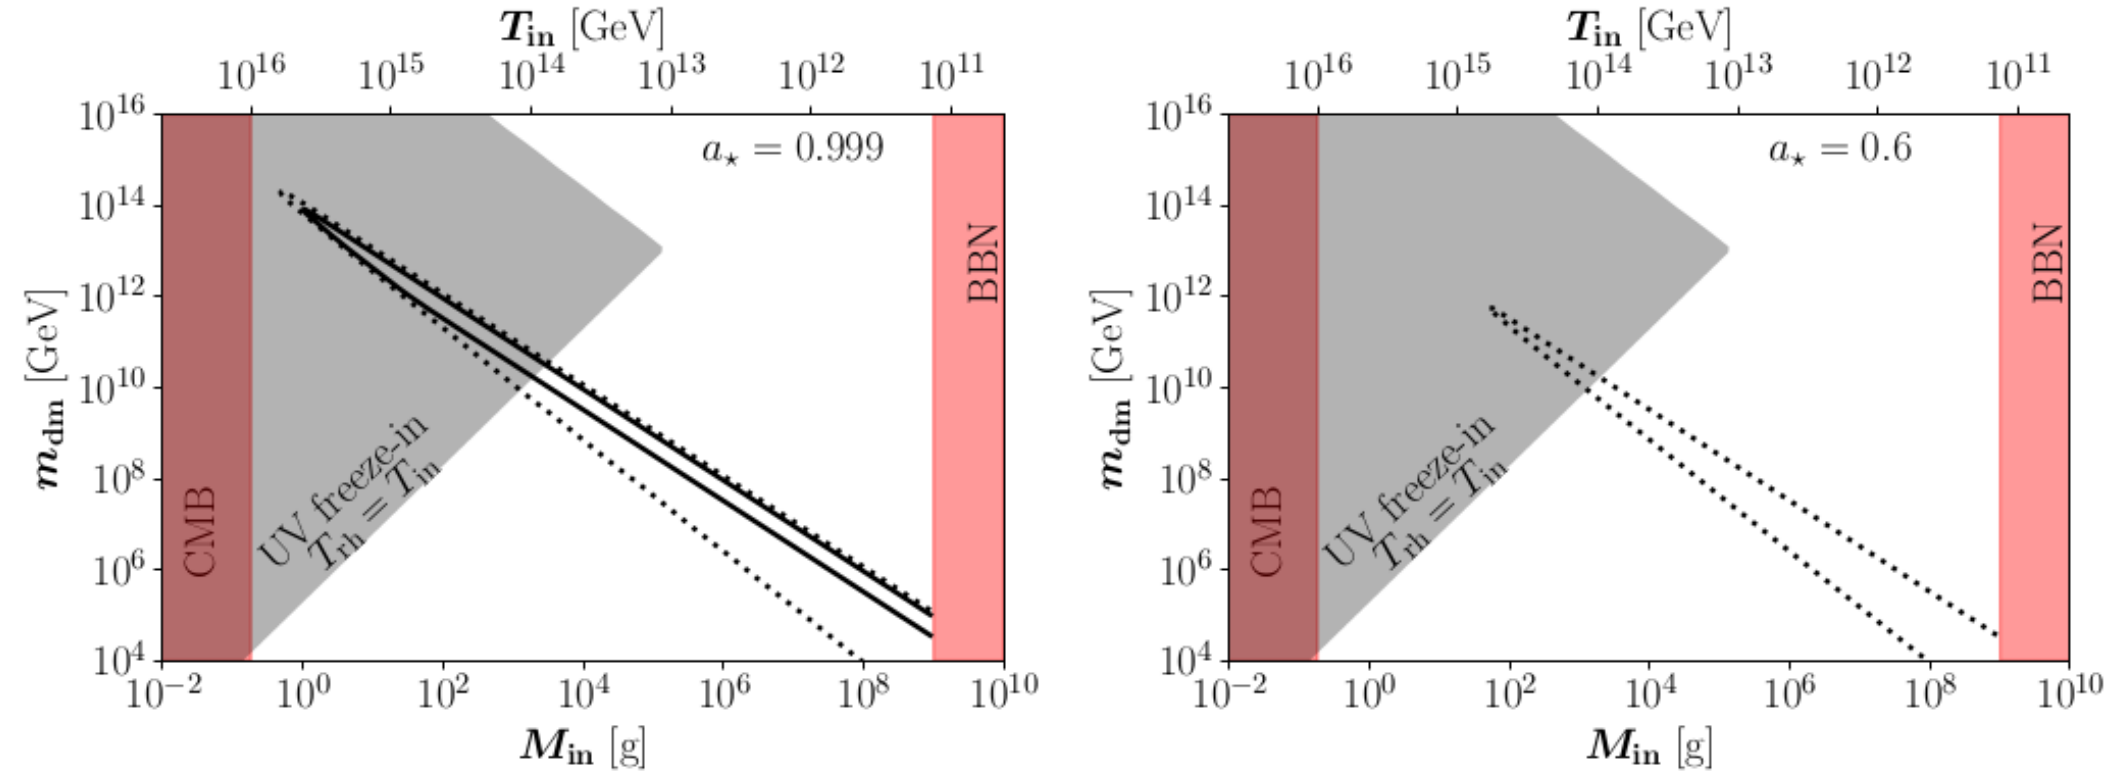 T_in [GeV]
10^16 10^15 10^14 10^13 10^12 10^11
10^16
10^14
10^12
10^10
10^8
10^6
10^4
m_dm [GeV]
a_⋆ = 0.999
CMB
UV freeze-in
T_rh = T_in
BBN
10^−2 10^0 10^2 10^4 10^6 10^8 10^10
M_in [g]
T_in [GeV]
10^16 10^15 10^14 10^13 10^12 10^11
10^16
10^14
10^12
10^10
10^8
10^6
10^4
m_dm [GeV]
a_⋆ = 0.6
CMB
UV freeze-in
T_rh = T_in
BBN
10^−2 10^0 10^2 10^4 10^6 10^8 10^10
M_in [g]